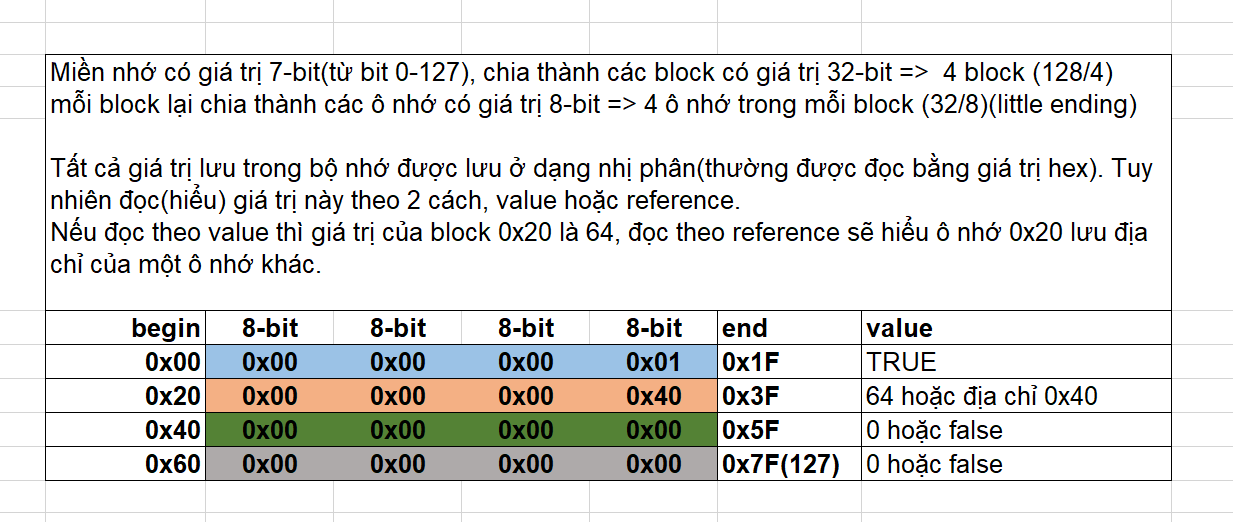 Miền nhớ có giá trị 7-bit(từ bit 0-127), chia thành các block có giá trị 32-bit => 4 block (128/4)
mỗi block lại chia thành các ô nhớ có giá trị 8-bit => 4 ô nhớ trong mỗi block (32/8)(little ending)
Tất cả giá trị lưu trong bộ nhớ được lưu ở dạng nhị phân(thường được đọc bằng giá trị hex). Tuy
nhiên đọc(hiểu) giá trị này theo 2 cách, value hoặc reference.
Nếu đọc theo value thì giá trị của block 0x20 là 64, đọc theo reference sẽ hiểu ô nhớ 0x20 lưu địa
chỉ của một ô nhớ khác.
begin 8-bit 8-bit 8-bit 8-bit end value
0x00 0x00 0x00 0x00 0x01 0x1F TRUE
0x20 0x00 0x00 0x00 0x40 0x3F 64 hoặc địa chỉ 0x40
0x40 0x00 0x00 0x00 0x00 0x5F 0 hoặc false
0x60 0x00 0x00 0x00 0x00 0x7F(127) 0 hoặc false